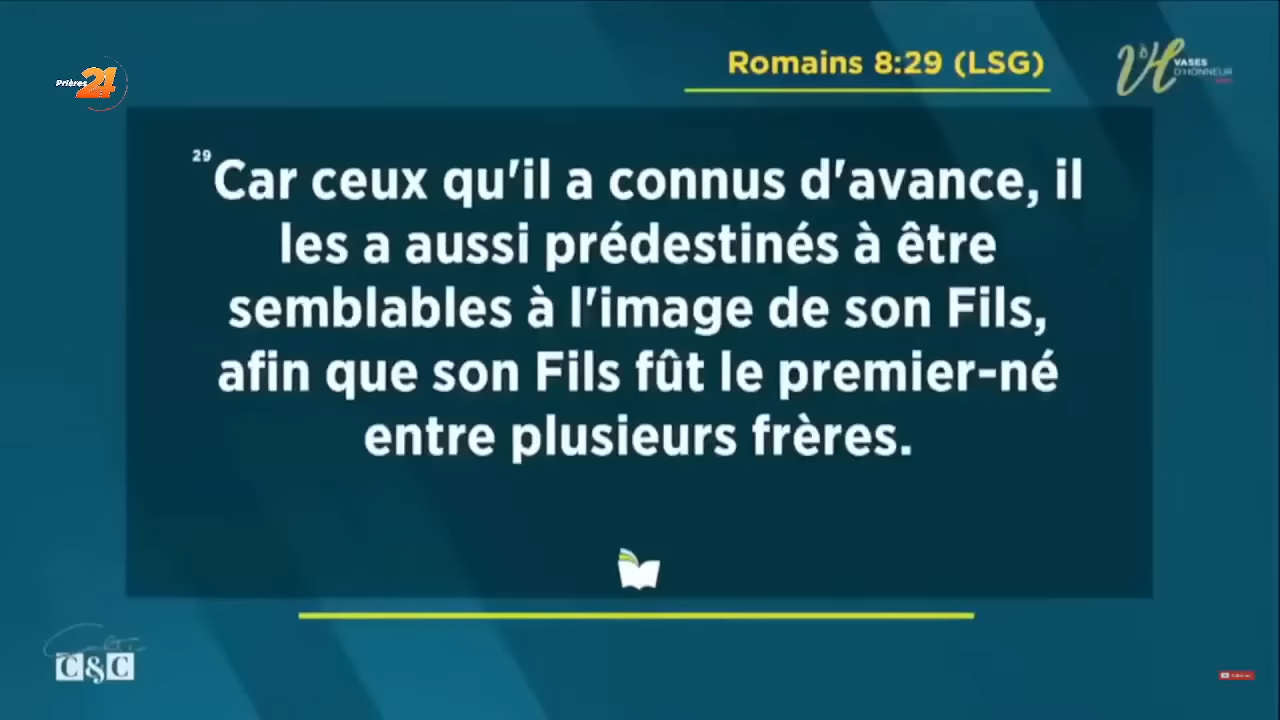 Romains 8:29 (LSG)
Prières 24
VASES
D'HONNEUR
29 Car ceux qu'il a connus d'avance, il
les a aussi prédestinés à être
semblables à l'image de son Fils,
afin que son Fils fût le premier-né
entre plusieurs frères.
C&C